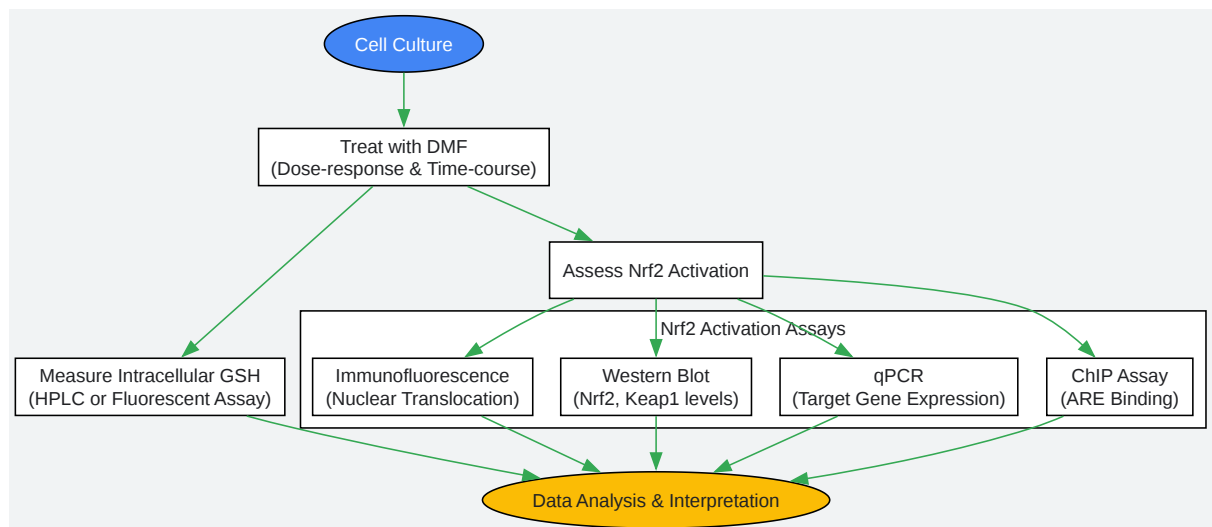 Cell Culture
Treat with DMF
(Dose-response & Time-course)
Assess Nrf2 Activation
Nrf2 Activation Assays
Measure Intracellular GSH
(HPLC or Fluorescent Assay)
Immunofluorescence
(Nuclear Translocation)
Western Blot
(Nrf2, Keap1 levels)
qPCR
(Target Gene Expression)
ChIP Assay
(ARE Binding)
Data Analysis & Interpretation